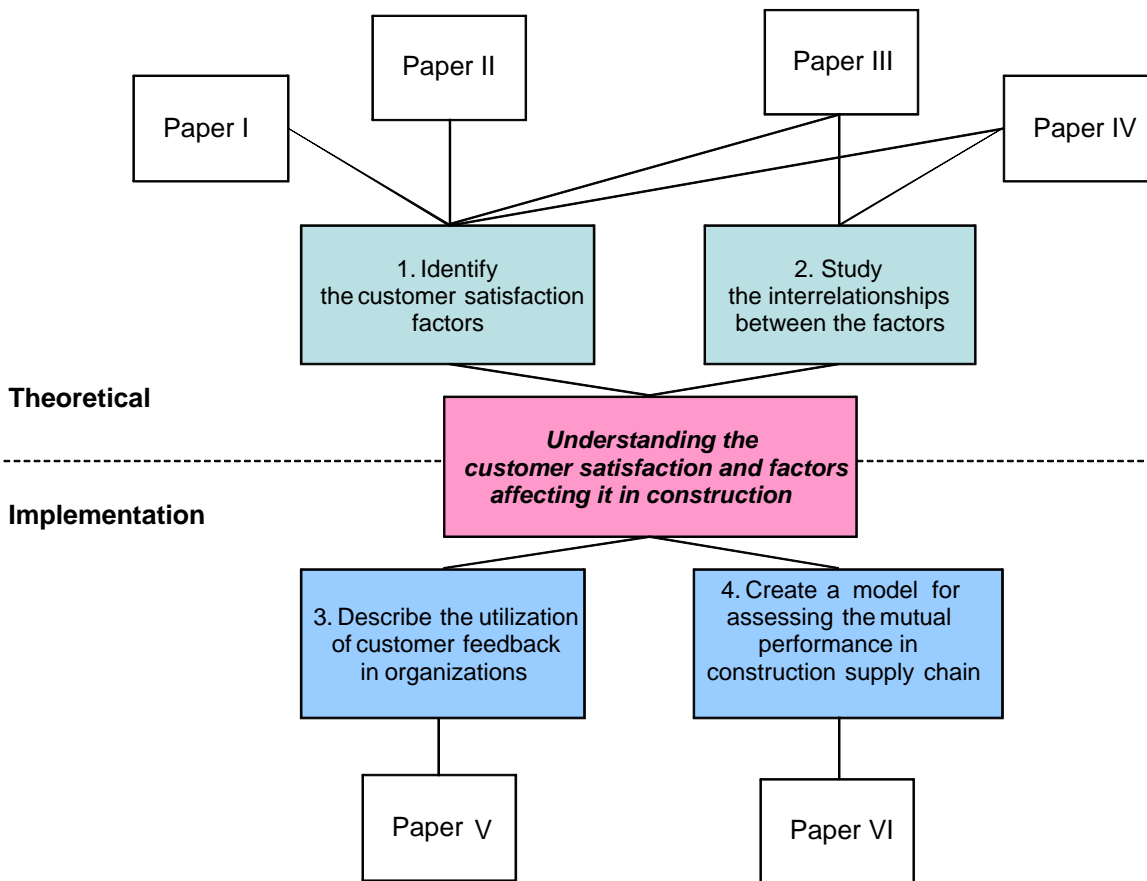 Paper I
Paper II
Paper III
Paper IV
1. Identify
the customer satisfaction
factors
2. Study
the interrelationships
between the factors
Theoretical
Understanding the
customer satisfaction and factors
affecting it in construction
Implementation
3. Describe the utilization
of customer feedback
in organizations
4. Create a model for
assessing the mutual
performance in
construction supply chain
Paper V
Paper VI